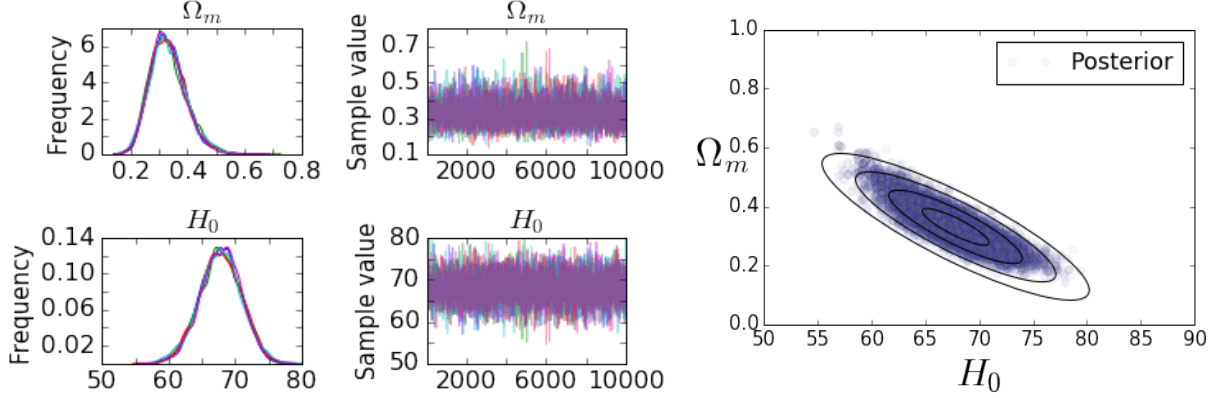 Ω_m
Frequency
6
4
2
0
0.2 0.4 0.6 0.8
Ω_m
Sample value
0.7
0.5
0.3
0.1
2000 4000 6000 8000 10000
H_0
Frequency
0.14
0.10
0.06
0.02
50 60 70 80
H_0
Sample value
80
70
60
50
2000 4000 6000 8000 10000
Posterior
Ω_m
1.0
0.8
0.6
0.4
0.2
0.0
50 55 60 65 70 75 80 85 90
H_0